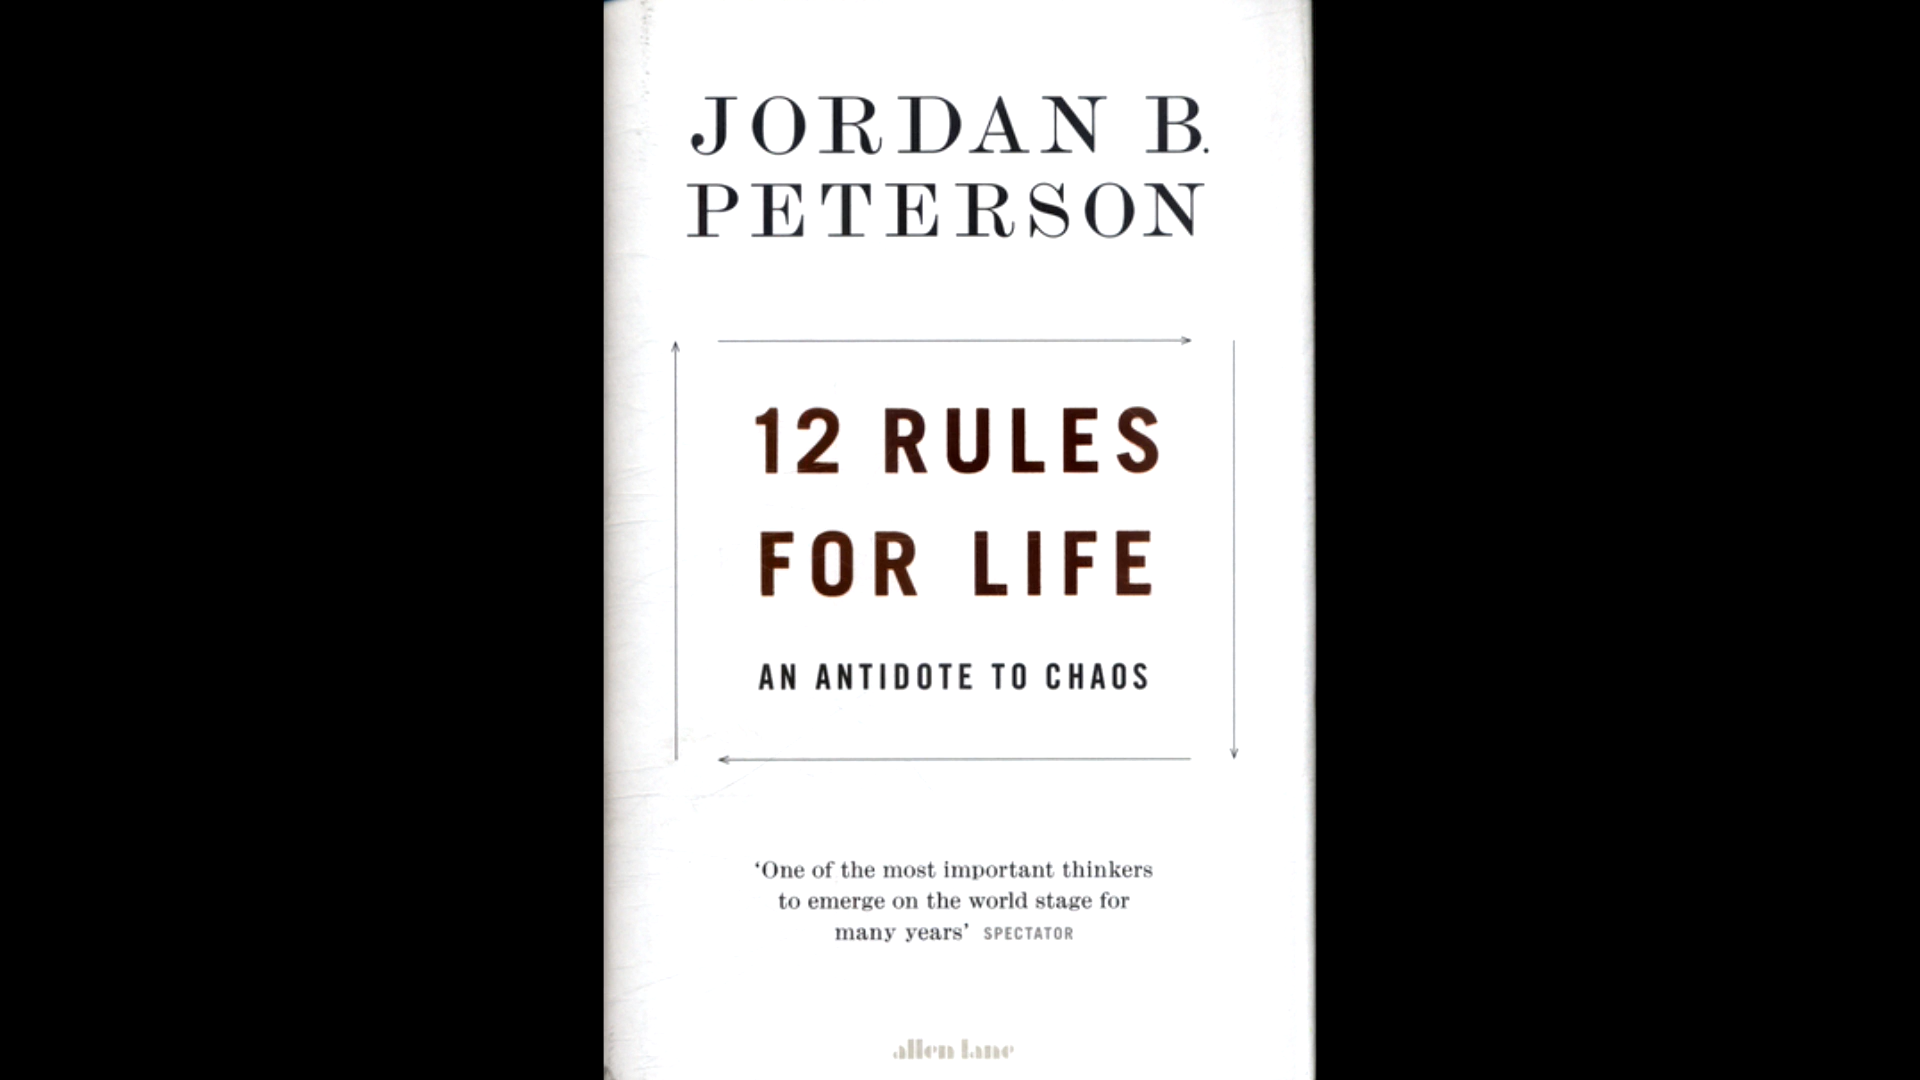 JORDAN B.
PETERSON
12 RULES
FOR LIFE
AN ANTIDOTE TO CHAOS
‘One of the most important thinkers
to emerge on the world stage for
many years’ SPECTATOR
allen lane